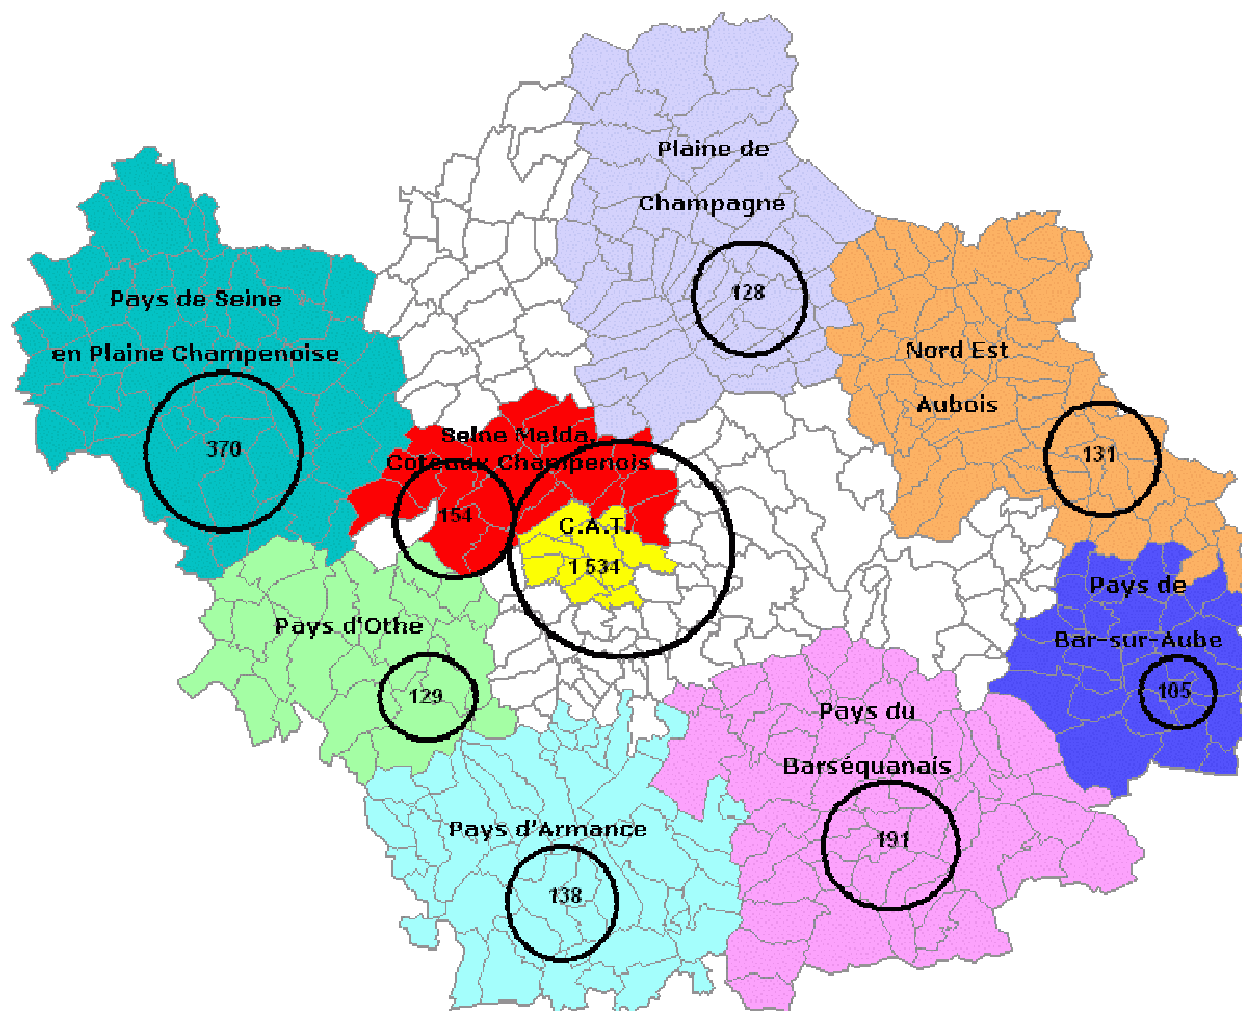 Plaine de
Champagne
128
Pays de Seine
en Plaine Champenoise
370
Nord Est
Aubois
131
Seine Melda
Coteaux Champenois
154
C.A.T.
1 534
Pays de
Bar-sur-Aube
105
Pays d'Othe
129
Pays du
Barséquanais
191
Pays d'Armance
138